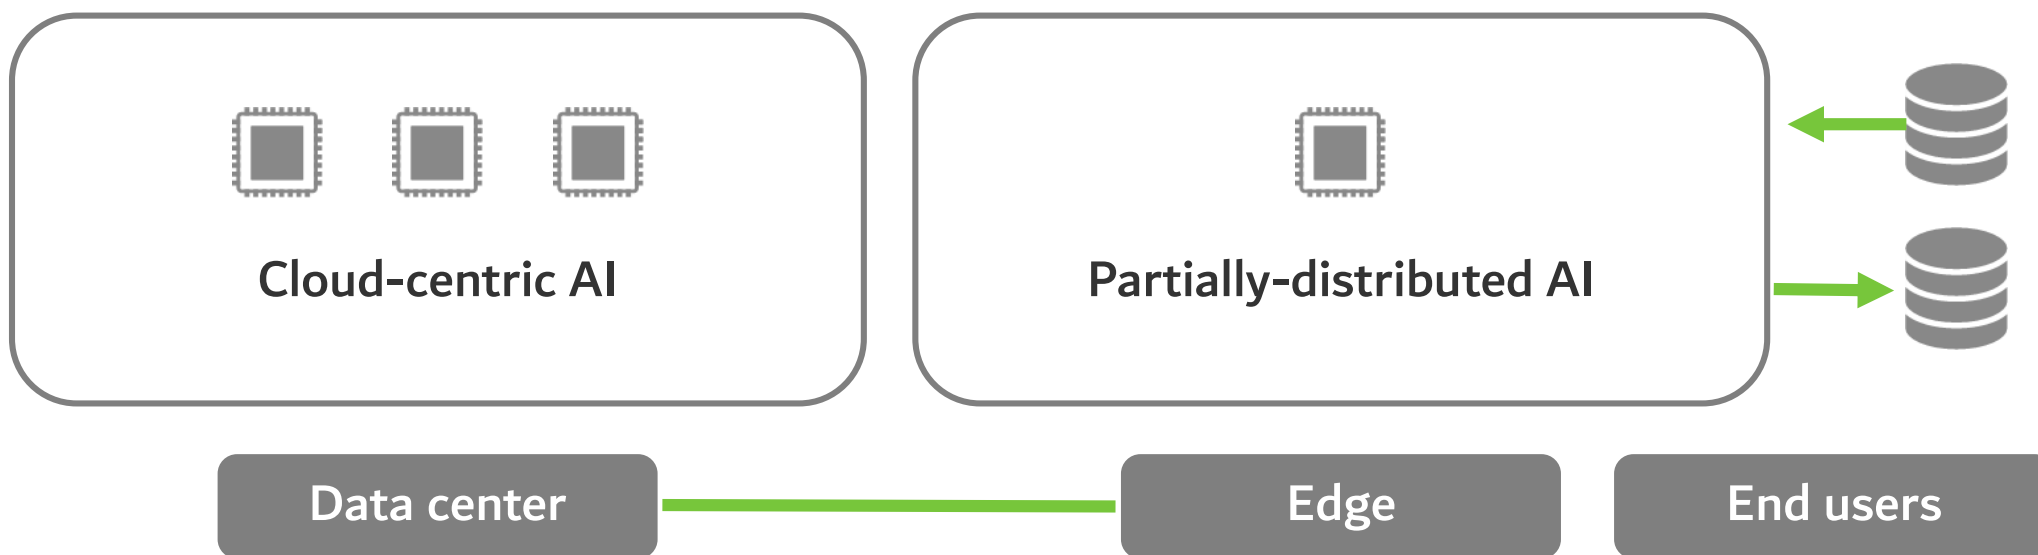 Cloud-centric AI
Partially-distributed AI
Data center
Edge
End users